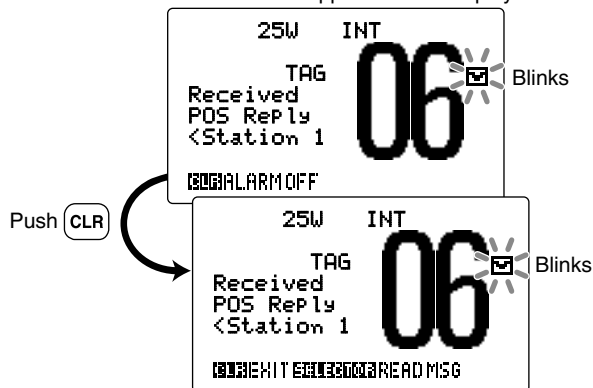 25W INT
TAG
06
Blinks
Received
POS Reply
<Station 1
CLR ALARM OFF
Push CLR
25W INT
TAG
06
Blinks
Received
POS Reply
<Station 1
CLR EXIT SELECTOR READ MSG